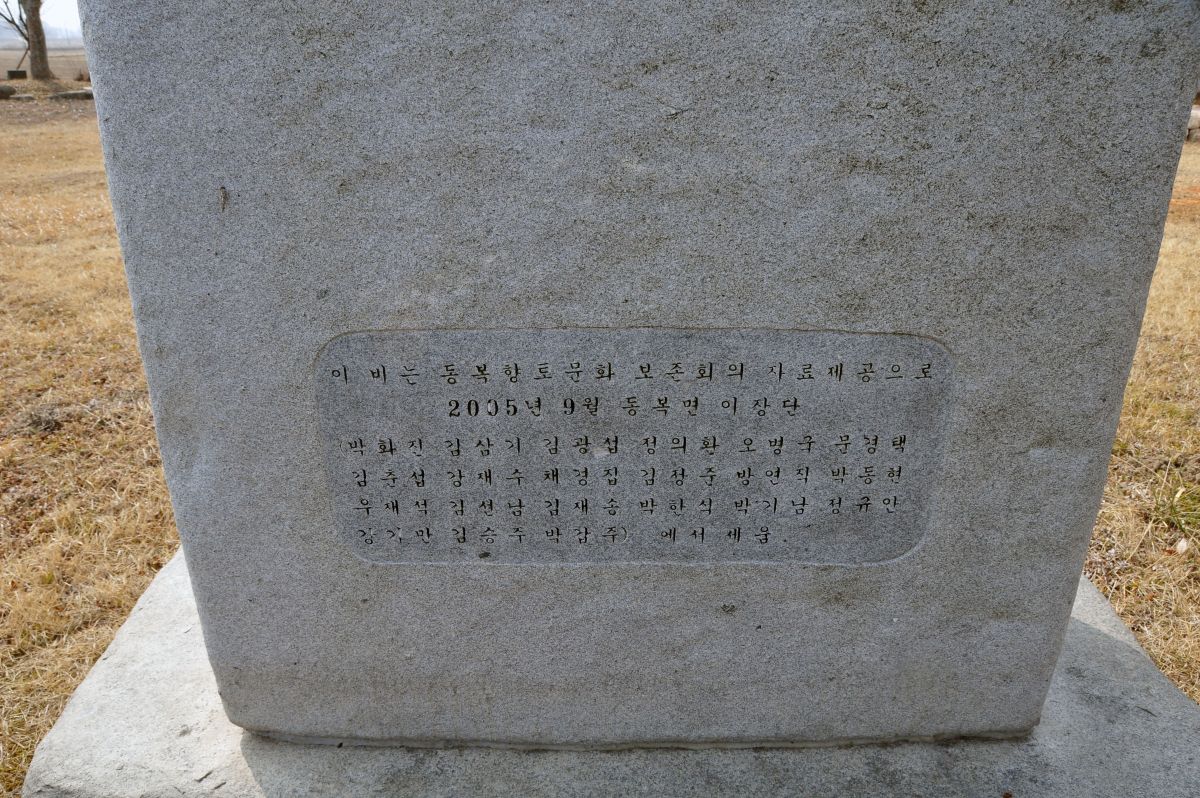 이 비는 동복향토문화 보존회의 자료제공으로
2005년 9월 동복면 이장단
(박화진 김삼기 김광섭 정의환 오병국 문경택
김춘섭 강재수 채경집 김정준 방연직 박동현
우재석 김선남 김재송 박한식 박기남 정규안
강기만 김승주 박갑주) 에서 세움